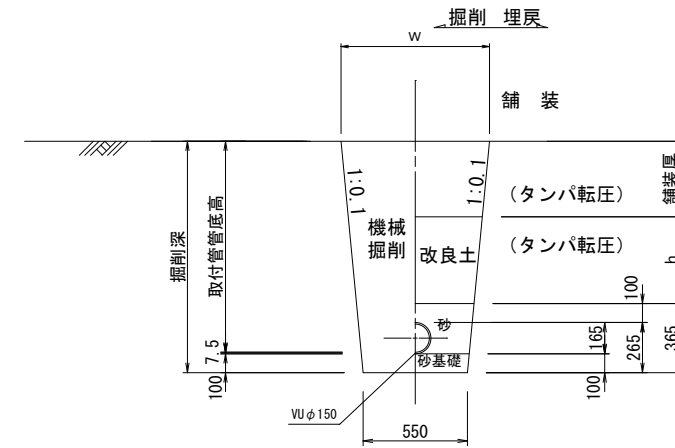 掘削 埋戻
w
舗 装
1:0.1
1:0.1
舗装厚
(タンパ転圧)
機械
掘削
改良土
(タンパ転圧)
掘削深
取付管管底高
h
100
砂
165
265
365
7.5
砂基礎
100
100
VUφ150
550